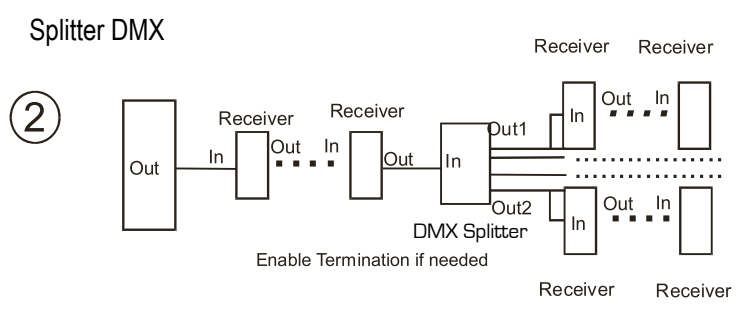 Splitter DMX
Receiver Receiver
2
Receiver Receiver
Out In
In
Out1
In Out In Out In
Out
Out2
Out In
In
DMX Splitter
Enable Termination if needed
Receiver Receiver